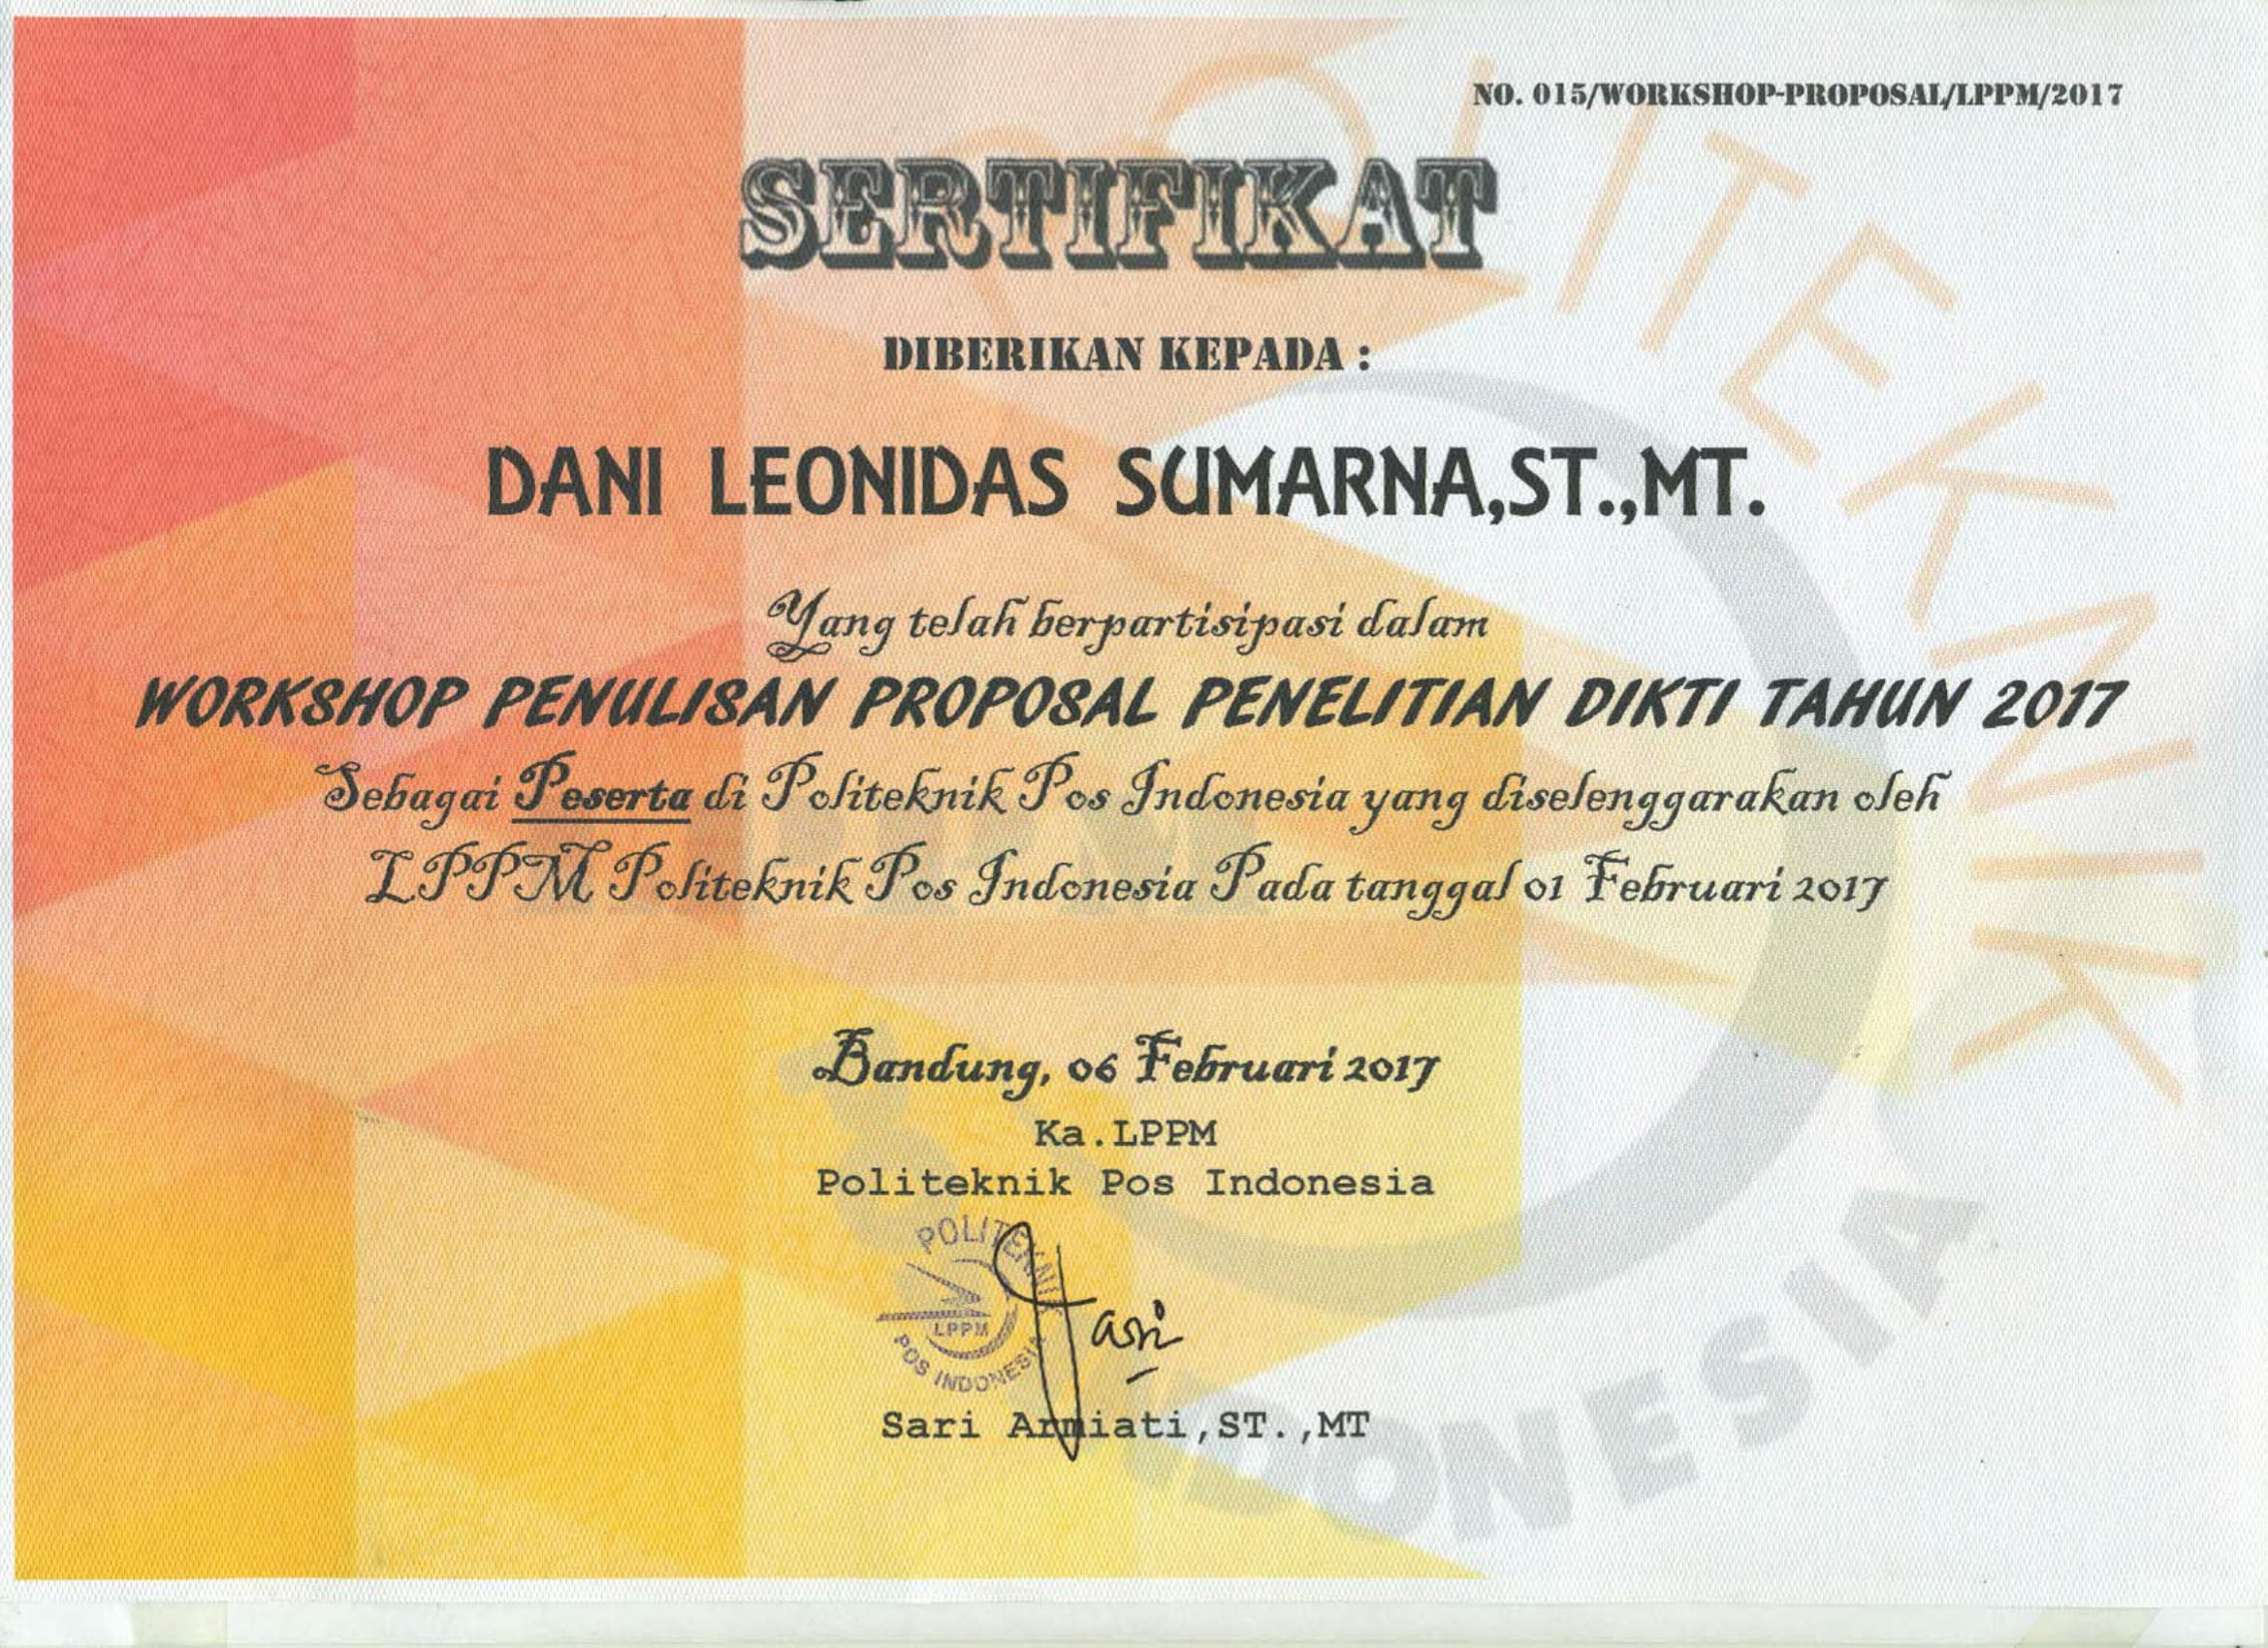 NO. 015/WORKSHOP-PROPOSAL/LPPM/2017
SERTIFIKAT
DIBERIKAN KEPADA :
DANI LEONIDAS SUMARNA,ST.,MT.
Yang telah berpartisipasi dalam
WORKSHOP PENULISAN PROPOSAL PENELITIAN DIKTI TAHUN 2017
Sebagai Peserta di Politeknik Pos Indonesia yang diselenggarakan oleh
LPPM Politeknik Pos Indonesia Pada tanggal 01 Februari 2017
Bandung, 06 Februari 2017
Ka.LPPM
Politeknik Pos Indonesia
POLITEKNIK
LPPM
POS INDONESIA
Sari Armiati,ST.,MT
POLITEKNIK
INDONESIA